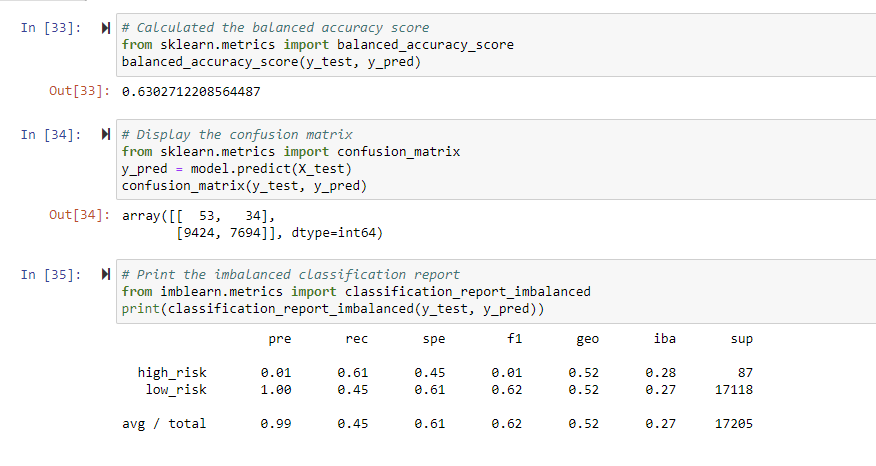 In [33]: # Calculated the balanced accuracy score
from sklearn.metrics import balanced_accuracy_score
balanced_accuracy_score(y_test, y_pred)
Out[33]: 0.6302712208564487
In [34]: # Display the confusion matrix
from sklearn.metrics import confusion_matrix
y_pred = model.predict(X_test)
confusion_matrix(y_test, y_pred)
Out[34]: array([[  53,   34],
       [9424, 7694]], dtype=int64)
In [35]: # Print the imbalanced classification report
from imblearn.metrics import classification_report_imbalanced
print(classification_report_imbalanced(y_test, y_pred))
pre rec spe f1 geo iba sup
high_risk 0.01 0.61 0.45 0.01 0.52 0.28 87
low_risk 1.00 0.45 0.61 0.62 0.52 0.27 17118
avg / total 0.99 0.45 0.61 0.62 0.52 0.27 17205